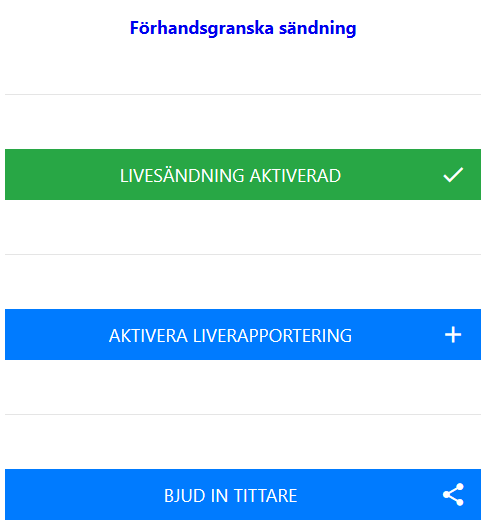 Förhandsgranska sändning
LIVESÄNDNING AKTIVERAD
AKTIVERA LIVERAPPORTERING
BJUD IN TITTARE